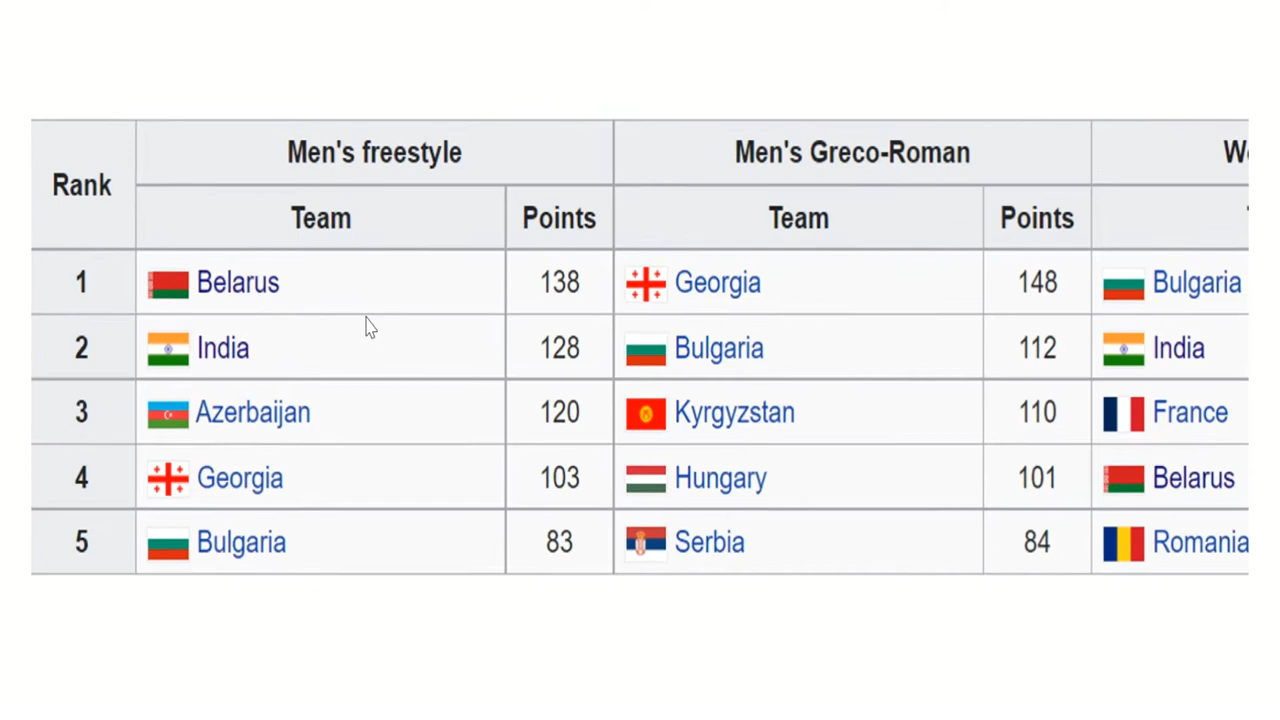 Rank Men's freestyle Men's Greco-Roman
Team Points Team Points
1 Belarus 138 Georgia 148 Bulgaria
2 India 128 Bulgaria 112 India
3 Azerbaijan 120 Kyrgyzstan 110 France
4 Georgia 103 Hungary 101 Belarus
5 Bulgaria 83 Serbia 84 Romania